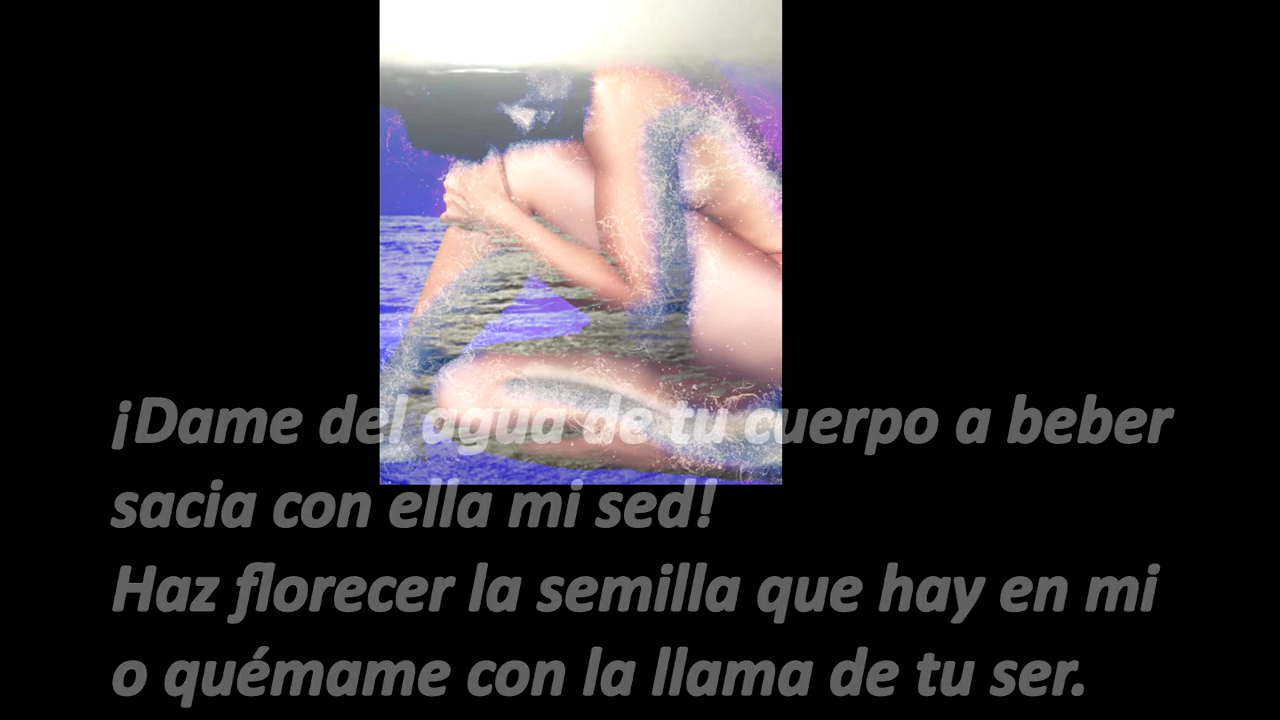 ¡Dame del agua de tu cuerpo a beber
sacia con ella mi sed!
Haz florecer la semilla que hay en mi
o quémame con la llama de tu ser.